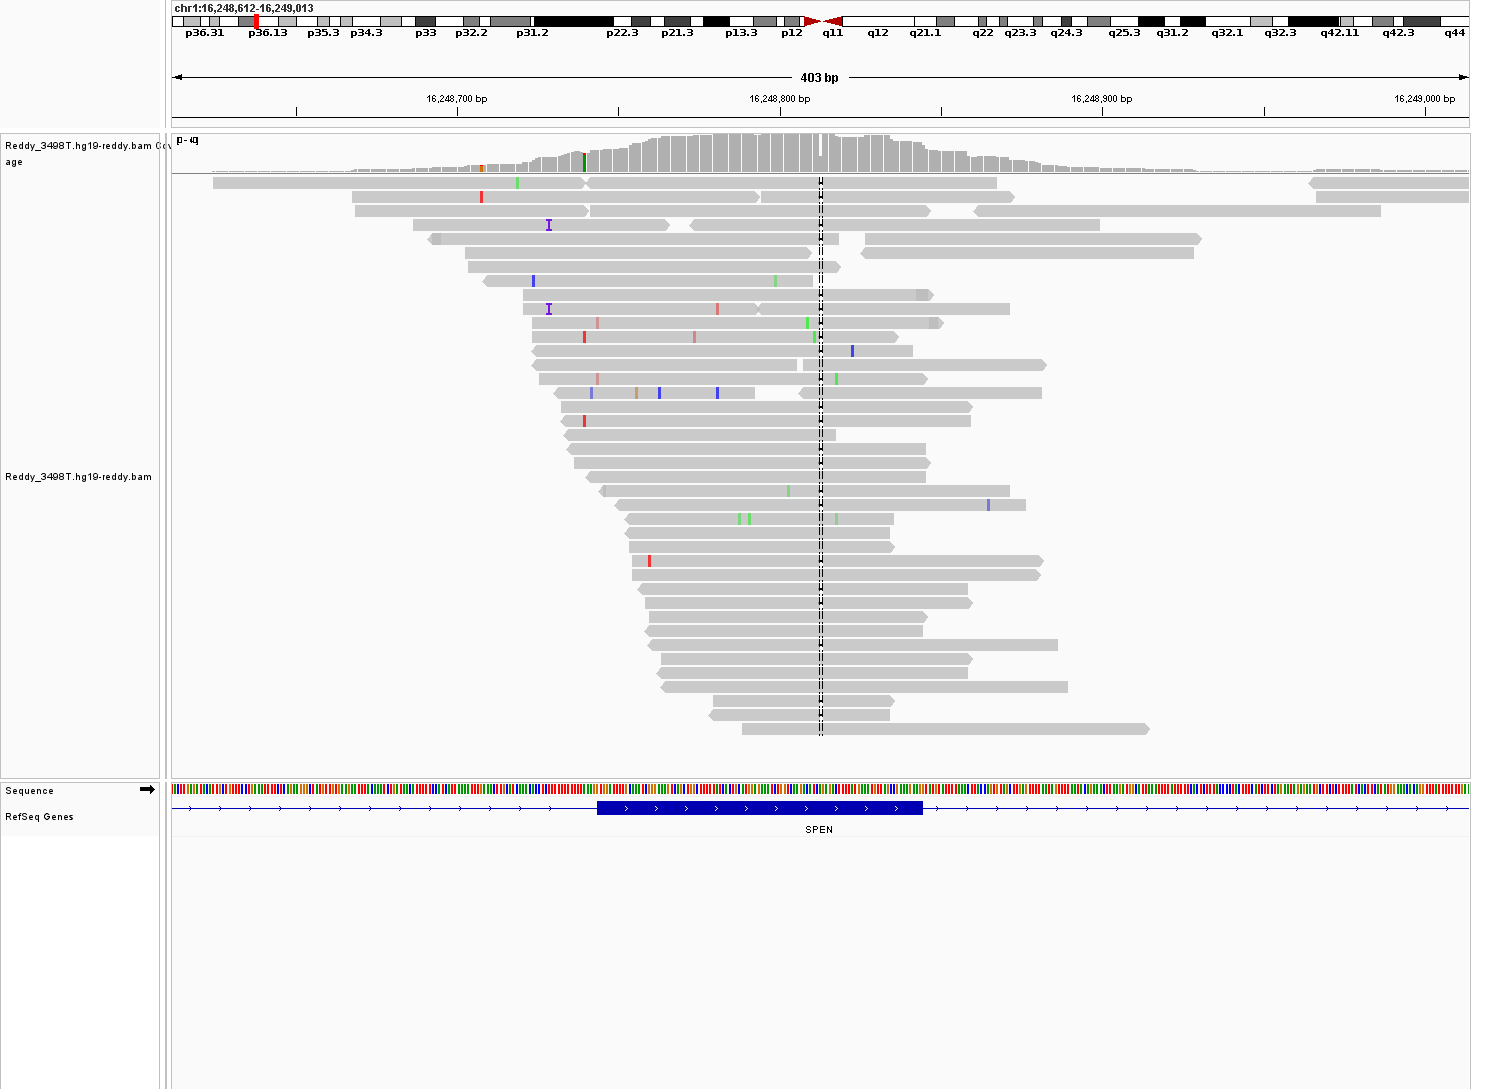 chr1:16,248,612-16,249,013
p36.31 p36.13 p35.3 p34.3 p33 p32.2 p31.2 p22.3 p21.3 p13.3 p12 q11 q12 q21.1 q22 q23.3 q24.3 q25.3 q31.2 q32.1 q32.3 q42.11 q42.3 q44
403 bp
16,248,700 bp 16,248,800 bp 16,248,900 bp 16,249,000 bp
Reddy_3498T.hg19-reddy.bam Cov
age
Reddy_3498T.hg19-reddy.bam
Sequence
RefSeq Genes
SPEN